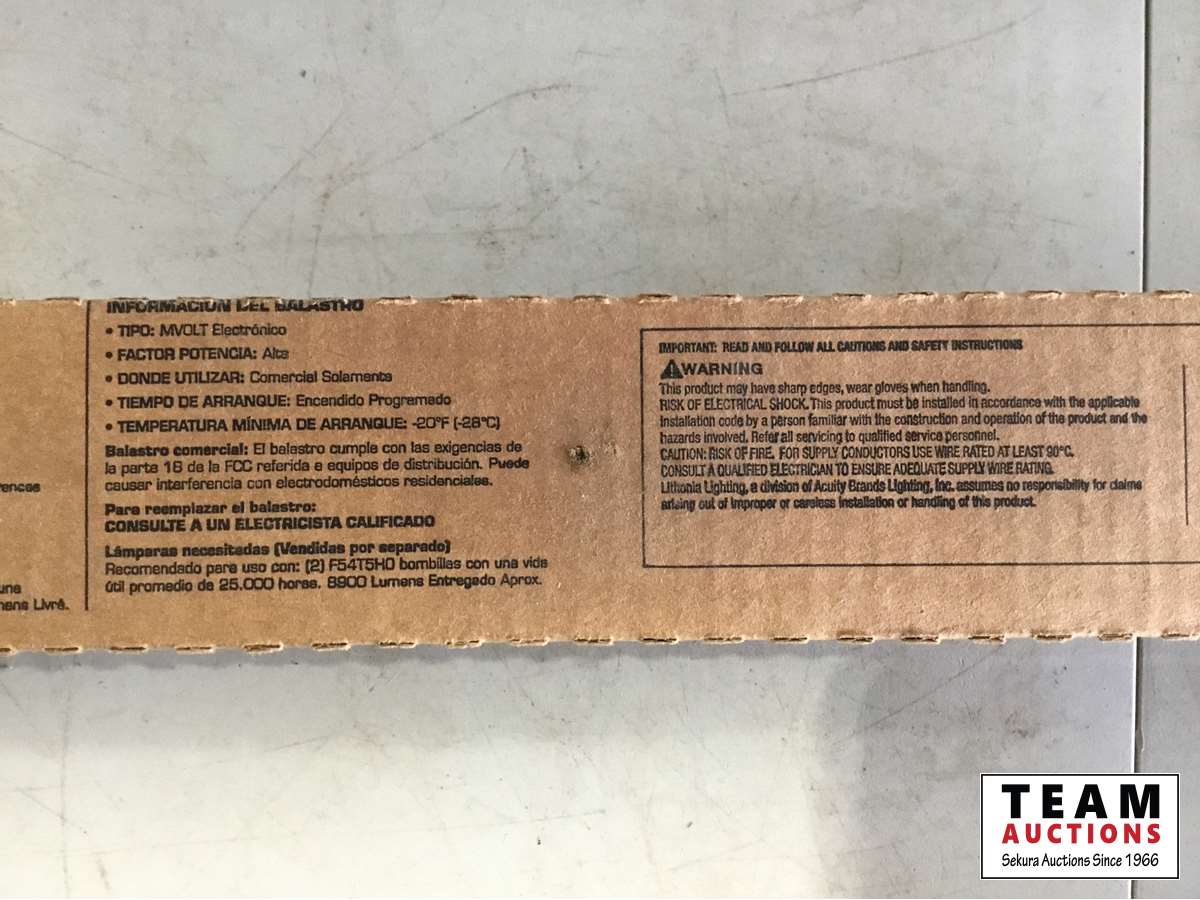 INFORMACIÓN DEL BALASTRO
• TIPO: MVOLT Electrónico
• FACTOR POTENCIA: Alta
• DONDE UTILIZAR: Comercial Solamente
• TIEMPO DE ARRANQUE: Encendido Programado
• TEMPERATURA MÍNIMA DE ARRANQUE: -20°F (-28°C)
Balastro comercial: El balastro cumple con las exigencias de
la parte 18 de la FCC referida a equipos de distribución. Puede
causar interferencia con electrodomésticos residenciales.
Para reemplazar el balastro:
CONSULTE A UN ELECTRICISTA CALIFICADO
Lámparas necesitadas (Vendidas por separado)
Recomendado para uso con: (2) F54T5HO bombillas con una vida
útil promedio de 25.000 horas. 8900 Lumens Entregado Aprox.
Livré.
IMPORTANT: READ AND FOLLOW ALL CAUTIONS AND SAFETY INSTRUCTIONS
WARNING
This product may have sharp edges, wear gloves when handling.
RISK OF ELECTRICAL SHOCK. This product must be installed in accordance with the applicable
installation code by a person familiar with the construction and operation of the product and the
hazards involved. Refer all servicing to qualified service personnel.
CAUTION: RISK OF FIRE. FOR SUPPLY CONDUCTORS USE WIRE RATED AT LEAST 90°C.
CONSULT A QUALIFIED ELECTRICIAN TO ENSURE ADEQUATE SUPPLY WIRE RATING.
Lithonia Lighting, a division of Acuity Brands Lighting, Inc. assumes no responsibility for claims
arising out of improper or careless installation or handling of this product.
TEAM
AUCTIONS
Sekura Auctions Since 1966